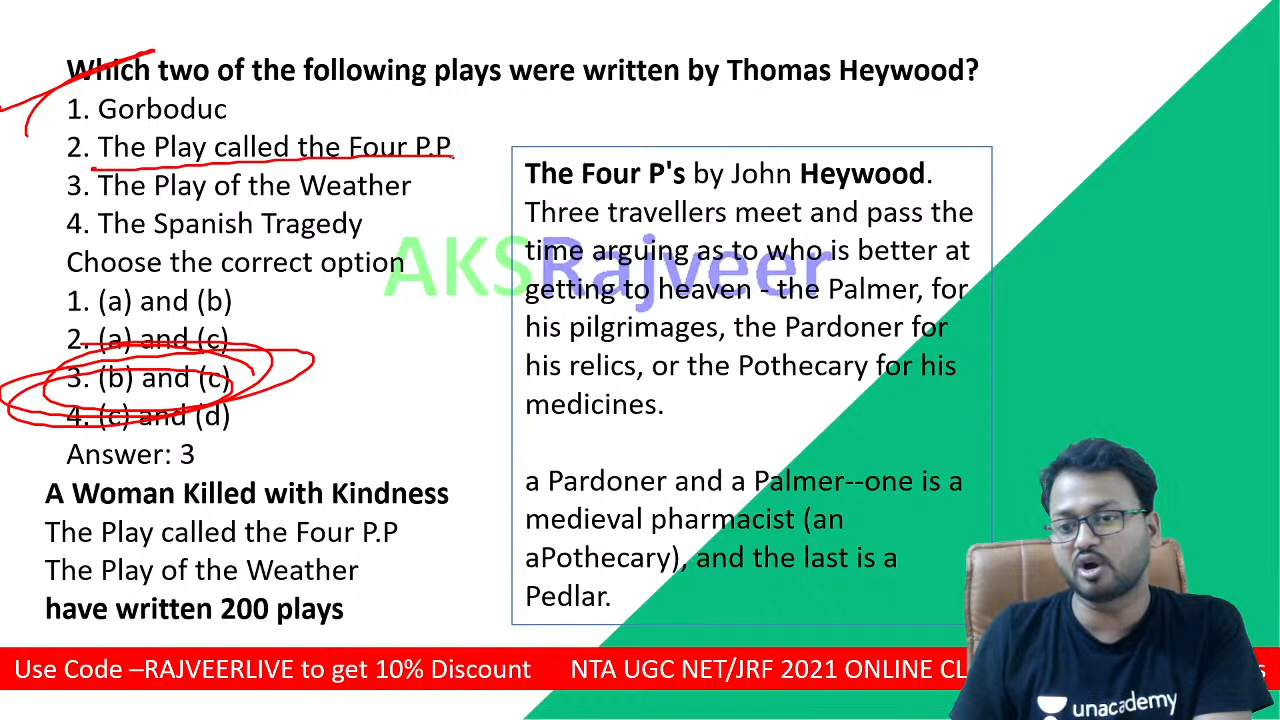 Which two of the following plays were written by Thomas Heywood?
1. Gorboduc
2. The Play called the Four P.P
3. The Play of the Weather
4. The Spanish Tragedy
Choose the correct option
1. (a) and (b)
2. (a) and (c)
3. (b) and (c)
4. (c) and (d)
Answer: 3
A Woman Killed with Kindness
The Play called the Four P.P
The Play of the Weather
have written 200 plays
The Four P's by John Heywood.
Three travellers meet and pass the
time arguing as to who is better at
getting to heaven - the Palmer, for
his pilgrimages, the Pardoner for
his relics, or the Pothecary for his
medicines.
a Pardoner and a Palmer--one is a
medieval pharmacist (an
aPothecary), and the last is a
Pedlar.
AKSRajveer
Use Code –RAJVEERLIVE to get 10% Discount NTA UGC NET/JRF 2021 ONLINE
unacademy